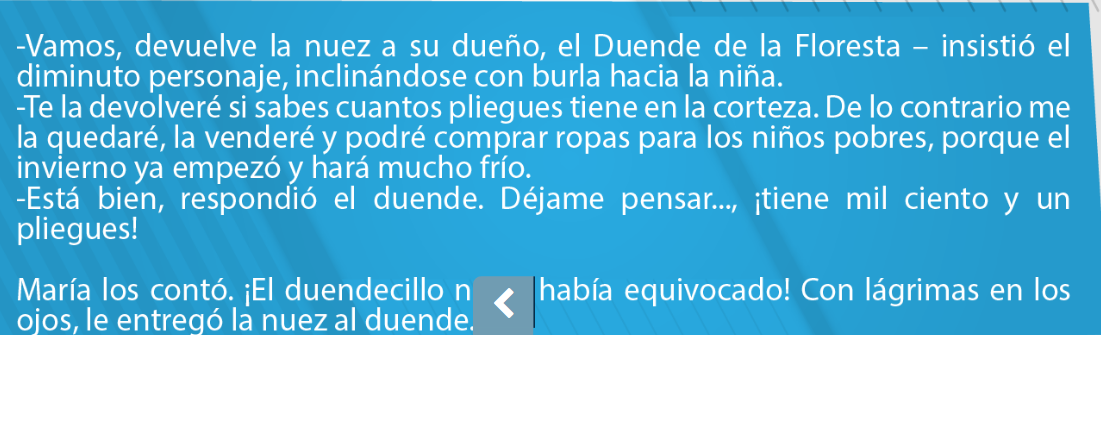 -Vamos, devuelve la nuez a su dueño, el Duende de la Floresta – insistió el
diminuto personaje, inclinándose con burla hacia la niña.
-Te la devolveré si sabes cuantos pliegues tiene en la corteza. De lo contrario me
la quedaré, la venderé y podré comprar ropas para los niños pobres, porque el
invierno ya empezó y hará mucho frío.
-Está bien, respondió el duende. Déjame pensar..., ¡tiene mil ciento y un
pliegues!
María los contó. ¡El duendecillo había equivocado! Con lágrimas en los
ojos, le entregó la nuez al duende.